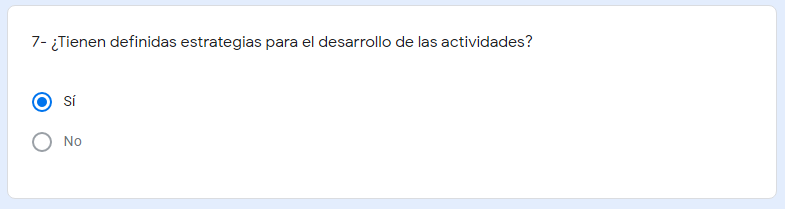 7- ¿Tienen definidas estrategias para el desarrollo de las actividades?
Sí
No